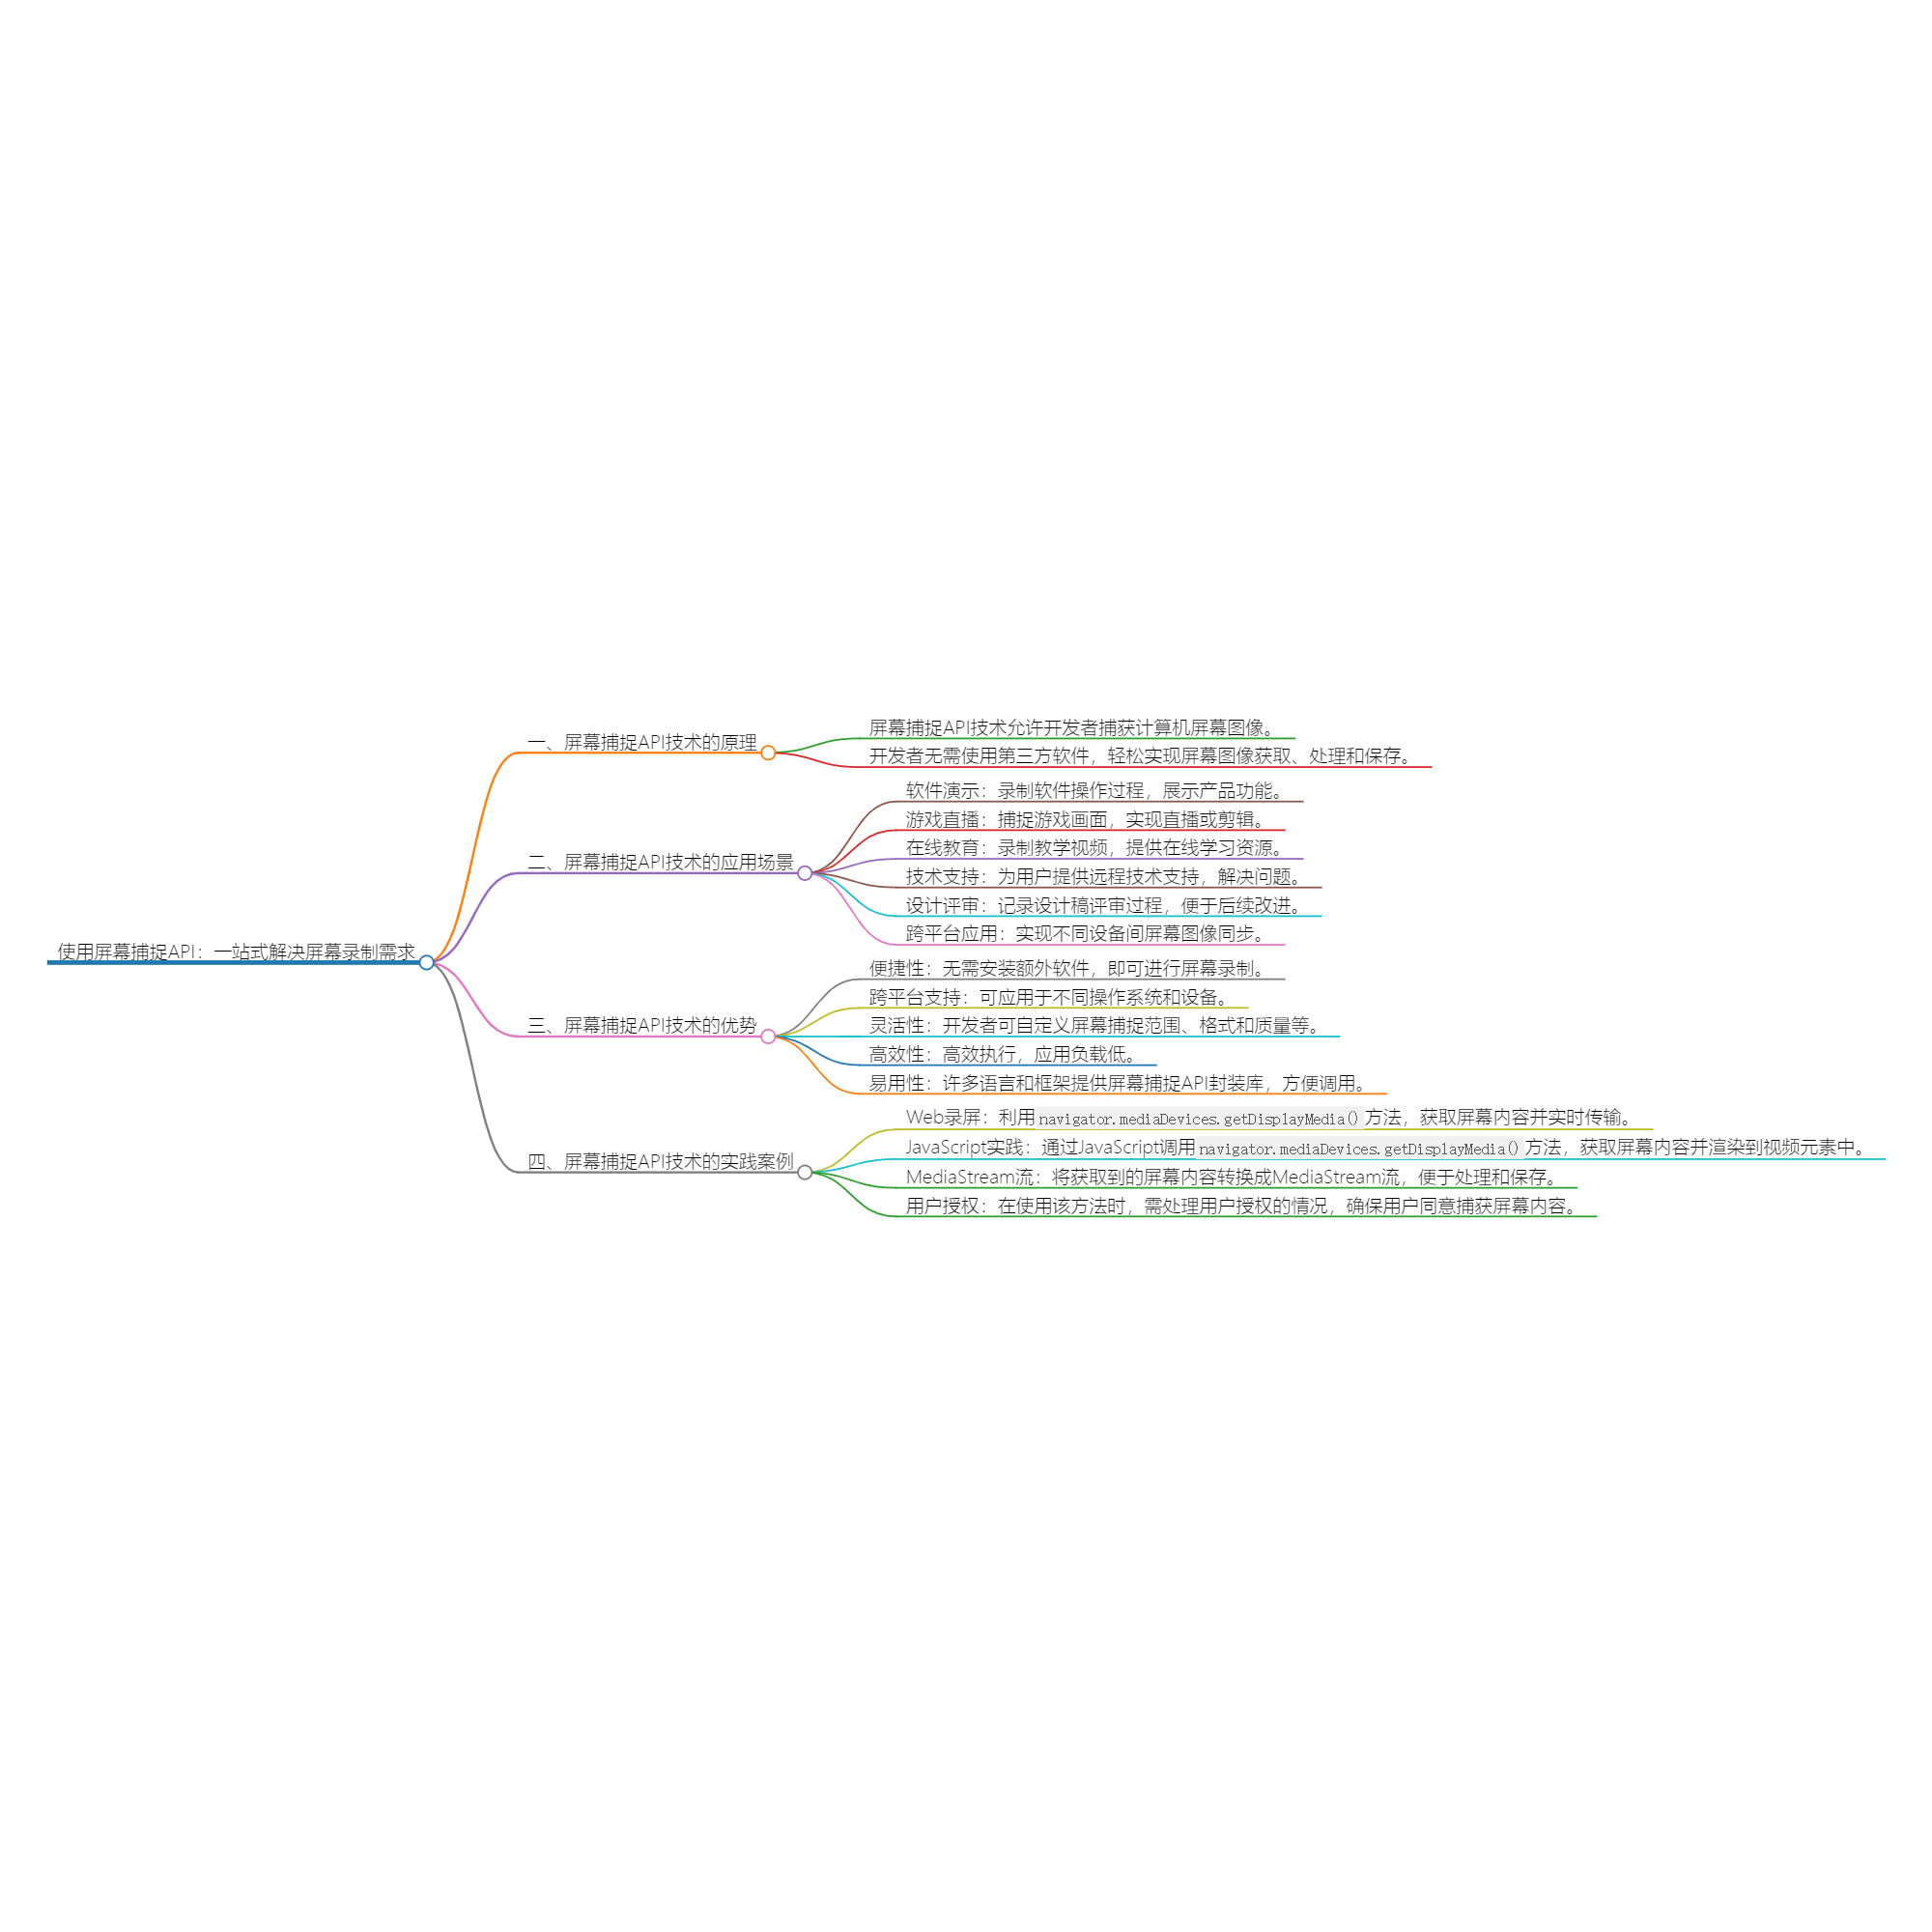 使用屏幕捕捉API：一站式解决屏幕录制需求
一、屏幕捕捉API技术的原理
屏幕捕捉API技术允许开发者捕获计算机屏幕图像。
开发者无需使用第三方软件，轻松实现屏幕图像获取、处理和保存。
二、屏幕捕捉API技术的应用场景
软件演示：录制软件操作过程，展示产品功能。
游戏直播：捕捉游戏画面，实现直播或剪辑。
在线教育：录制教学视频，提供在线学习资源。
技术支持：为用户提供远程技术支持，解决问题。
设计评审：记录设计稿评审过程，便于后续改进。
跨平台应用：实现不同设备间屏幕图像同步。
三、屏幕捕捉API技术的优势
便捷性：无需安装额外软件，即可进行屏幕录制。
跨平台支持：可应用于不同操作系统和设备。
灵活性：开发者可自定义屏幕捕捉范围、格式和质量等。
高效性：高效执行，应用负载低。
易用性：许多语言和框架提供屏幕捕捉API封装库，方便调用。
四、屏幕捕捉API技术的实践案例
Web录屏：利用navigator.mediaDevices.getDisplayMedia()方法，获取屏幕内容并实时传输。
JavaScript实践：通过JavaScript调用navigator.mediaDevices.getDisplayMedia()方法，获取屏幕内容并渲染到视频元素中。
MediaStream流：将获取到的屏幕内容转换成MediaStream流，便于处理和保存。
用户授权：在使用该方法时，需处理用户授权的情况，确保用户同意捕获屏幕内容。